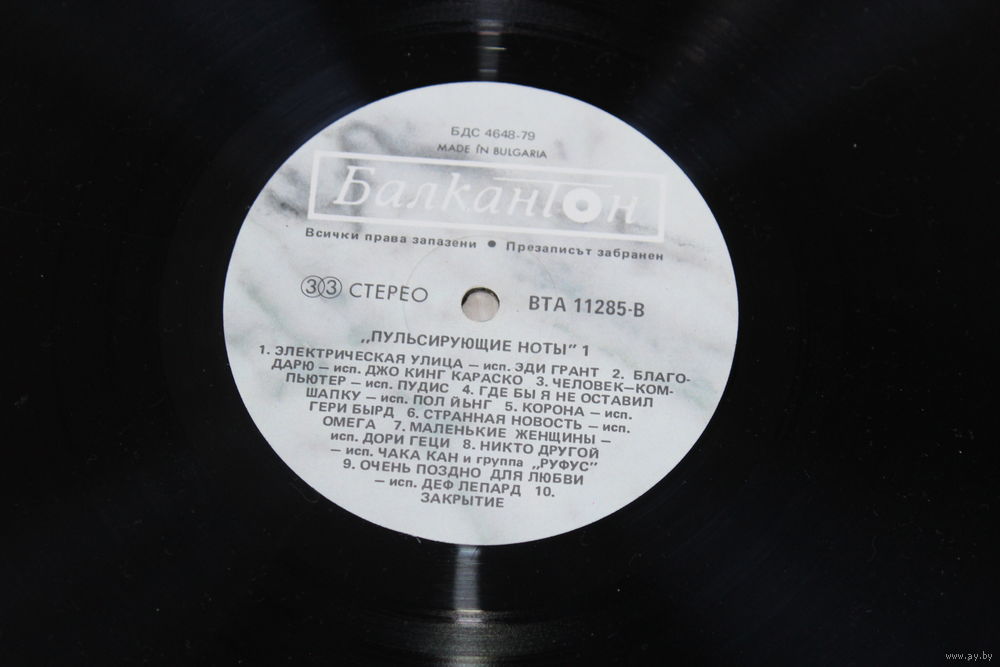 БДС 4648-79
MADE IN BULGARIA
Балкантон
Всички права запазени • Презаписът забранен
33 СТЕРЕО
ВТА 11285-В
„ПУЛЬСИРУЮЩИЕ НОТЫ” 1
1. ЭЛЕКТРИЧЕСКАЯ УЛИЦА — исп. ЭДИ ГРАНТ 2. БЛАГО-
ДАРЮ — исп. ДЖО КИНГ КАРАСКО 3. ЧЕЛОВЕК—КОМ-
ПЬЮТЕР — исп. ПУДИС 4. ГДЕ БЫ Я НЕ ОСТАВИЛ
ШАПКУ — исп. ПОЛ ЙЬНГ 5. КОРОНА — исп.
ГЕРИ БЫРД 6. СТРАННАЯ НОВОСТЬ — исп.
ОМЕГА 7. МАЛЕНЬКИЕ ЖЕНЩИНЫ —
исп. ДОРИ ГЕЦИ 8. НИКТО ДРУГОЙ
— исп. ЧАКА КАН и группа „РУФУС”
9. ОЧЕНЬ ПОЗДНО ДЛЯ ЛЮБВИ
— исп. ДЕФ ЛЕПАРД 10.
ЗАКРЫТИЕ
www.ay.by